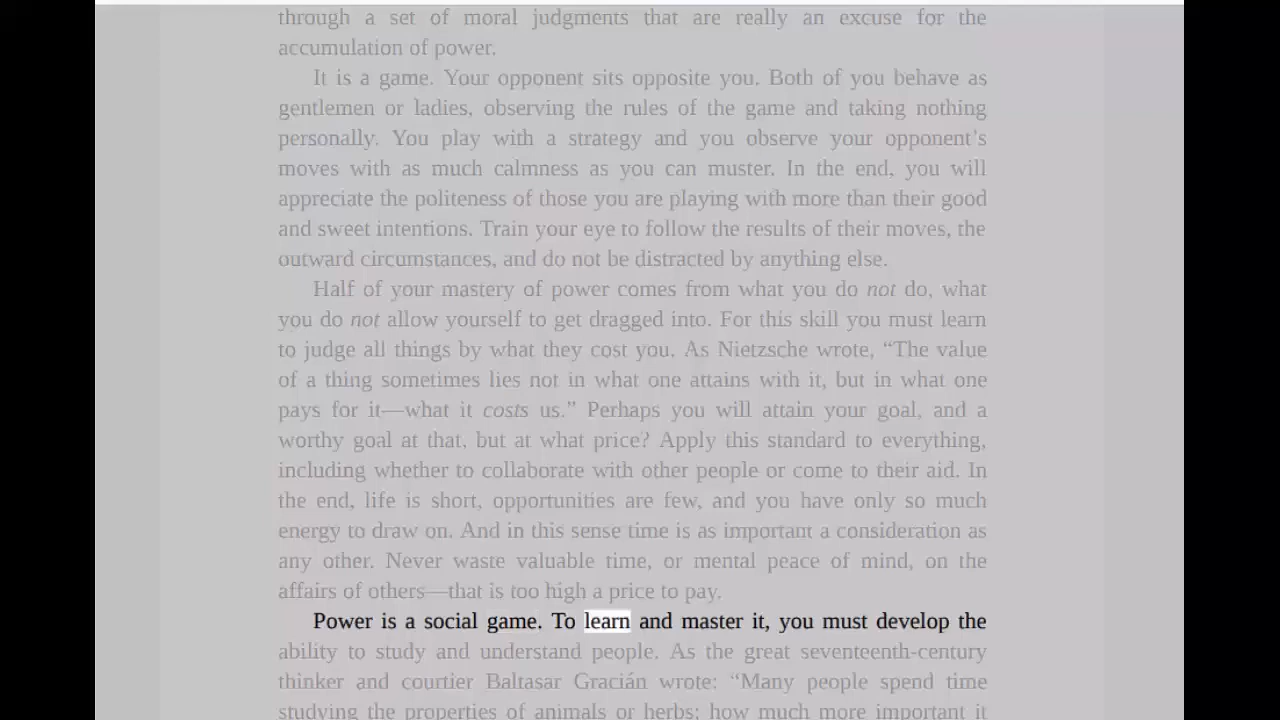 through a set of moral judgments that are really an excuse for the
accumulation of power.
It is a game. Your opponent sits opposite you. Both of you behave as
gentlemen or ladies, observing the rules of the game and taking nothing
personally. You play with a strategy and you observe your opponent's
moves with as much calmness as you can muster. In the end, you will
appreciate the politeness of those you are playing with more than their good
and sweet intentions. Train your eye to follow the results of their moves, the
outward circumstances, and do not be distracted by anything else.
Half of your mastery of power comes from what you do not do, what
you do not allow yourself to get dragged into. For this skill you must learn
to judge all things by what they cost you. As Nietzsche wrote, “The value
of a thing sometimes lies not in what one attains with it, but in what one
pays for it—what it costs us.” Perhaps you will attain your goal, and a
worthy goal at that, but at what price? Apply this standard to everything,
including whether to collaborate with other people or come to their aid. In
the end, life is short, opportunities are few, and you have only so much
energy to draw on. And in this sense time is as important a consideration as
any other. Never waste valuable time, or mental peace of mind, on the
affairs of others—that is too high a price to pay.
Power is a social game. To learn and master it, you must develop the
ability to study and understand people. As the great seventeenth-century
thinker and courtier Baltasar Gracián wrote: “Many people spend time
studying the properties of animals or herbs; how much more important it